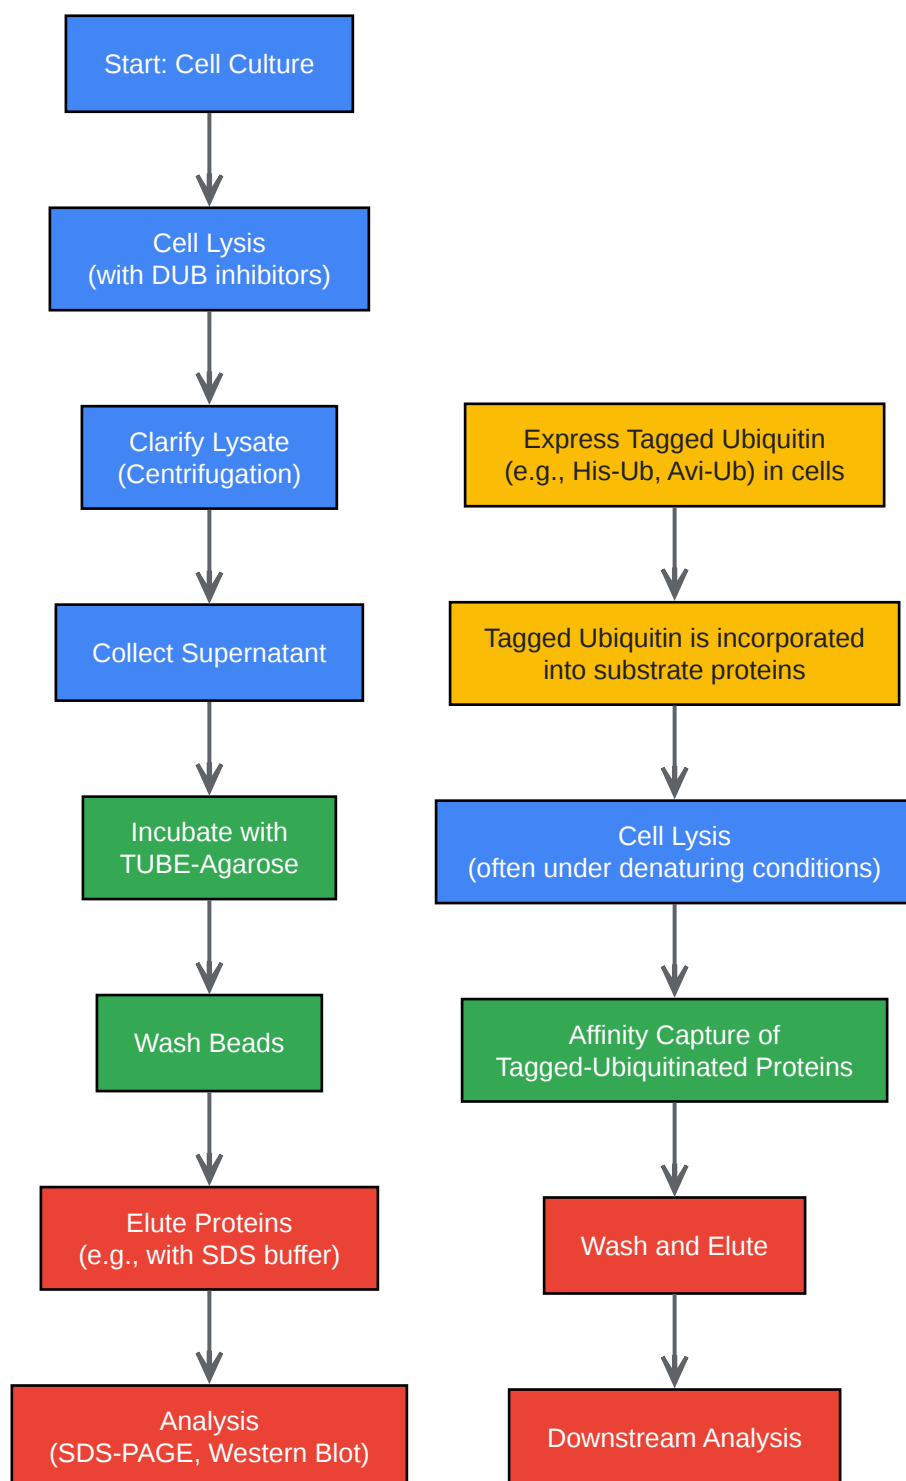 Start: Cell Culture
Cell Lysis
(with DUB inhibitors)
Clarify Lysate
(Centrifugation)
Collect Supernatant
Incubate with
TUBE-Agarose
Wash Beads
Elute Proteins
(e.g., with SDS buffer)
Analysis
(SDS-PAGE, Western Blot)
Express Tagged Ubiquitin
(e.g., His-Ub, Avi-Ub) in cells
Tagged Ubiquitin is incorporated
into substrate proteins
Cell Lysis
(often under denaturing conditions)
Affinity Capture of
Tagged-Ubiquitinated Proteins
Wash and Elute
Downstream Analysis